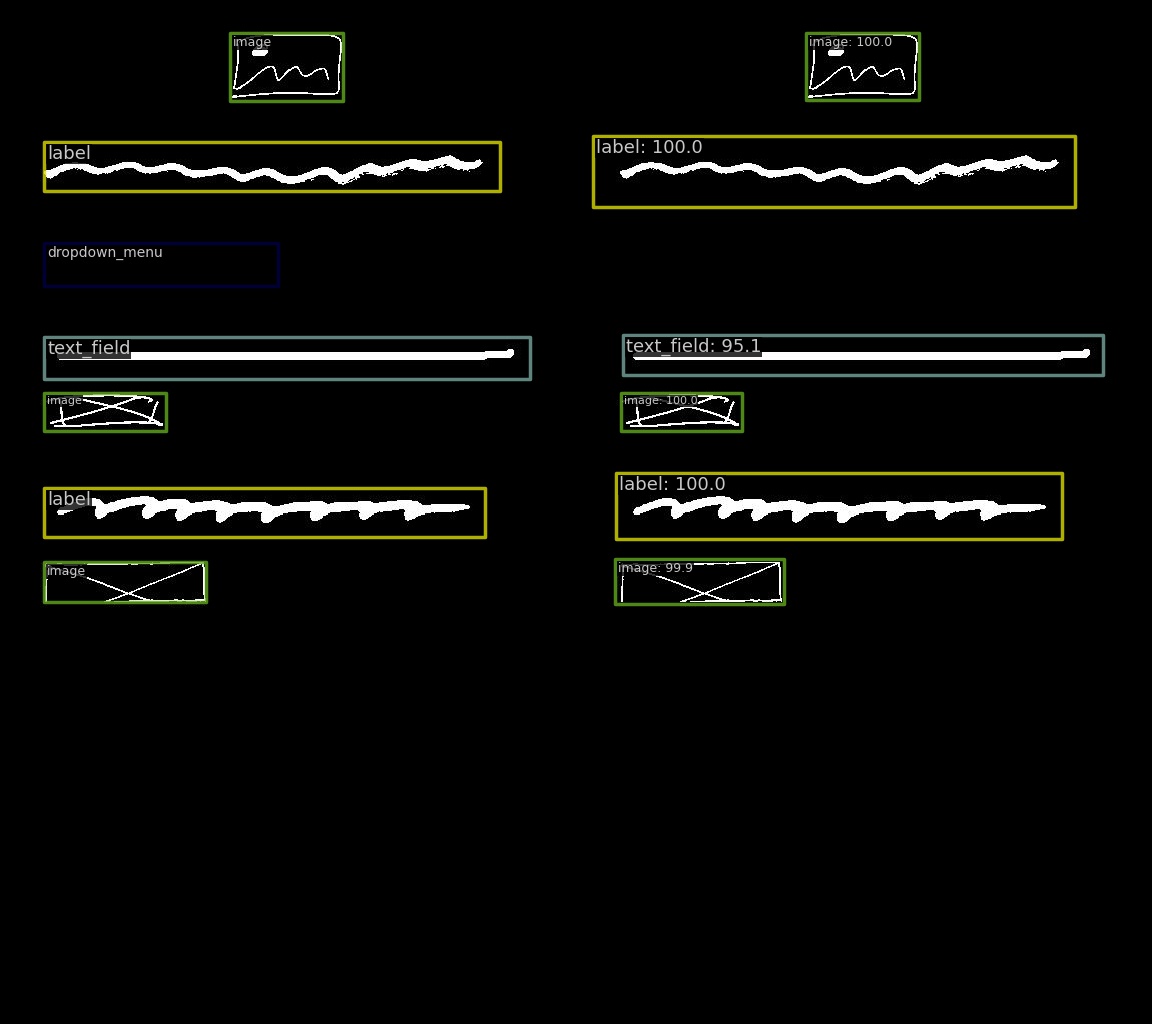 image
image: 100.0
label
label: 100.0
dropdown_menu
text_field
text_field: 95.1
image
image: 100.0
label
label: 100.0
image
image: 99.9